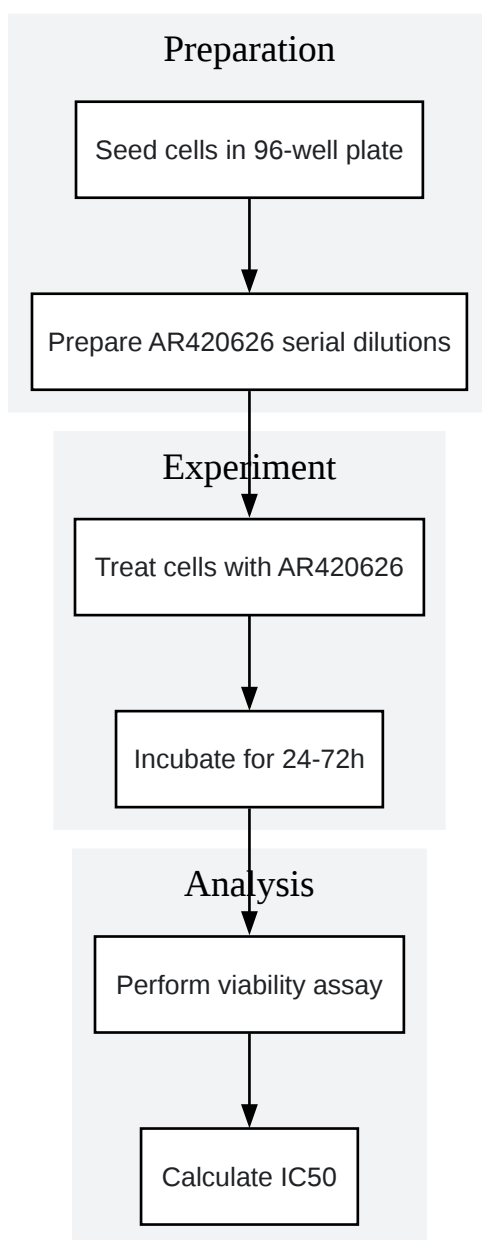 Preparation
Seed cells in 96-well plate
Prepare AR420626 serial dilutions
Experiment
Treat cells with AR420626
Incubate for 24-72h
Analysis
Perform viability assay
Calculate IC50